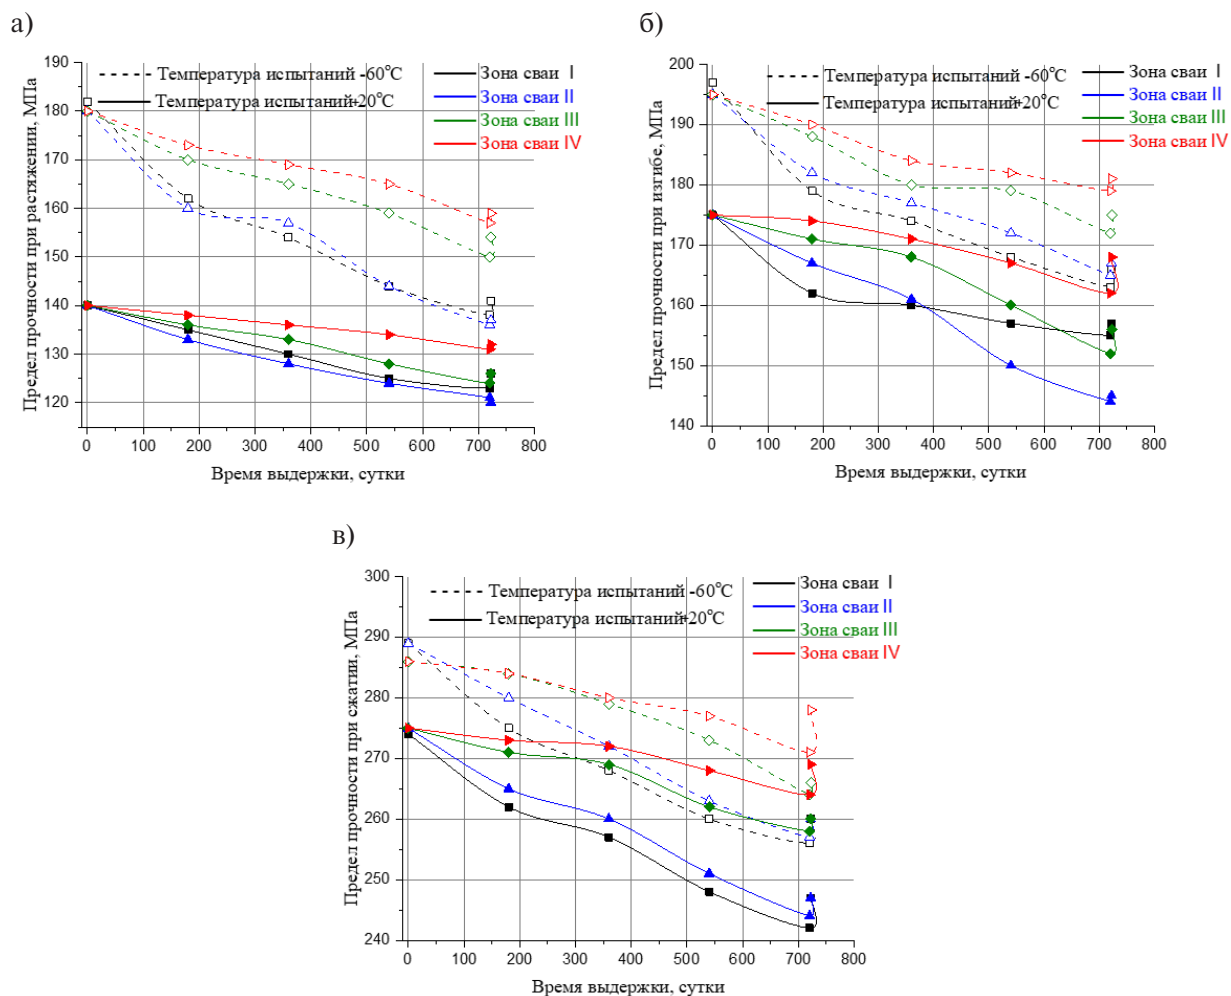 а)
190
180
170
160
150
140
130
120
0 100 200 300 400 500 600 700 800
Предел прочности при растяжении, МПа
Время выдержки, сутки
Температура испытаний -60°C
Температура испытаний+20°C
Зона сваи I
Зона сваи II
Зона сваи III
Зона сваи IV
б)
200
190
180
170
160
150
140
0 100 200 300 400 500 600 700 800
Предел прочности при изгибе, МПа
Время выдержки, сутки
Температура испытаний -60°C
Температура испытаний+20°C
Зона сваи I
Зона сваи II
Зона сваи III
Зона сваи IV
в)
300
290
280
270
260
250
240
0 100 200 300 400 500 600 700 800
Предел прочности при сжатии, МПа
Время выдержки, сутки
Температура испытаний -60°C
Температура испытаний+20°C
Зона сваи I
Зона сваи II
Зона сваи III
Зона сваи IV